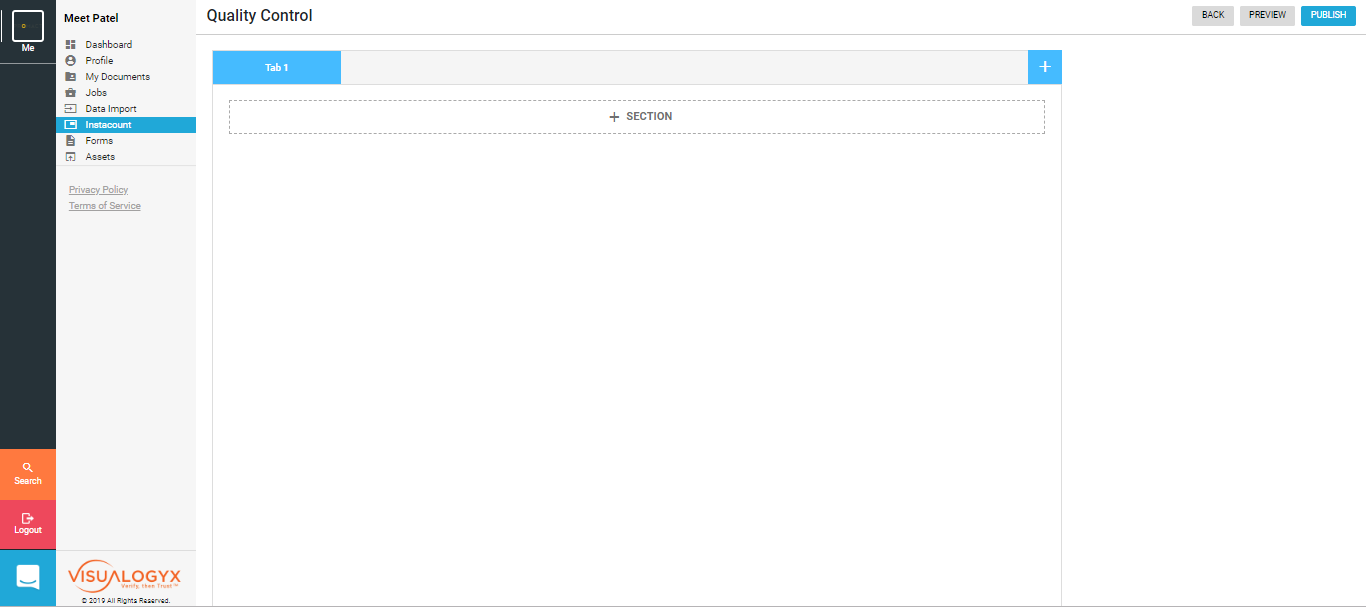 Me
Search
Logout
Meet Patel
Dashboard
Profile
My Documents
Jobs
Data Import
Instacount
Forms
Assets
Privacy Policy
Terms of Service
VISUALOGYX
Verify, then Trust™
© 2019 All Rights Reserved.
Quality Control
BACK PREVIEW PUBLISH
Tab 1 +
+ SECTION